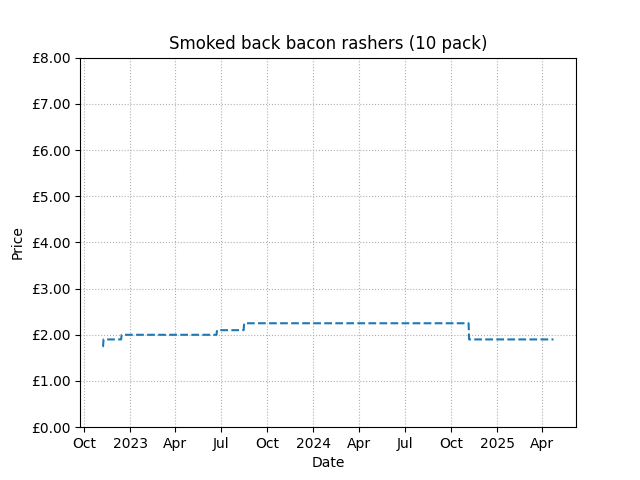 Smoked back bacon rashers (10 pack)
£8.00
£7.00
£6.00
£5.00
£4.00
£3.00
£2.00
£1.00
£0.00
Price
Oct 2023 Apr Jul Oct 2024 Apr Jul Oct 2025 Apr
Date